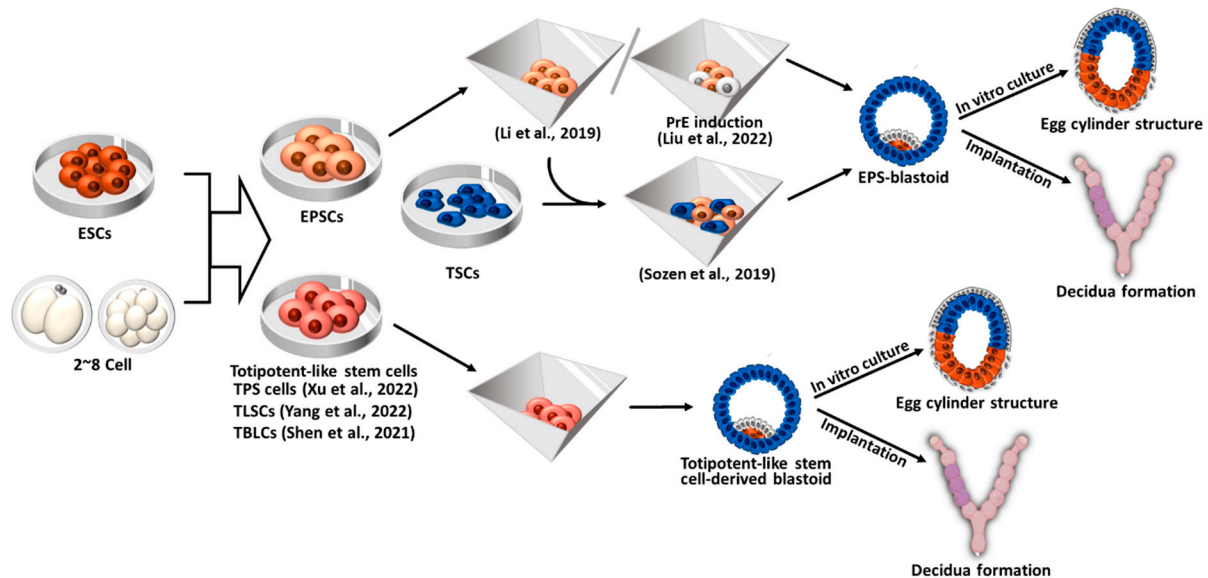 ESCs
2~8 Cell
EPSCs
Totipotent-like stem cells
TPS cells (Xu et al., 2022)
TLSCs (Yang et al., 2022)
TBLCs (Shen et al., 2021)
TSCs
(Li et al., 2019)
PrE induction
(Liu et al., 2022)
(Sozen et al., 2019)
EPS-blastoid
In vitro culture
Implantation
Egg cylinder structure
Decidua formation
Totipotent-like stem
cell-derived blastoid
In vitro culture
Implantation
Egg cylinder structure
Decidua formation